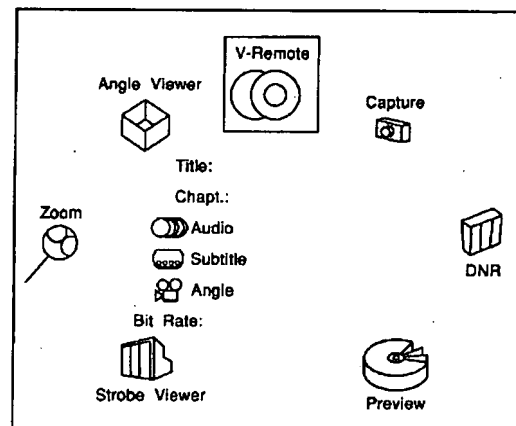 V-Remote
Angle Viewer
Capture
Title:
Chapt.:
Zoom
Audio
Subtitle
DNR
Angle
Bit Rate:
Strobe Viewer
Preview